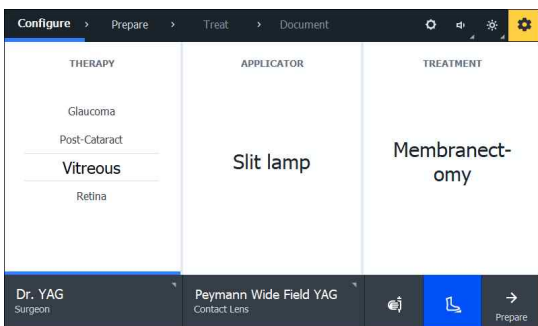 Configure > Prepare > Treat > Document
THERAPY
Glaucoma
Post-Cataract
Vitreous
Retina
APPLICATOR
Slit lamp
TREATMENT
Membranect-
omy
Dr. YAG
Surgeon
Peymann Wide Field YAG
Contact Lens
Prepare